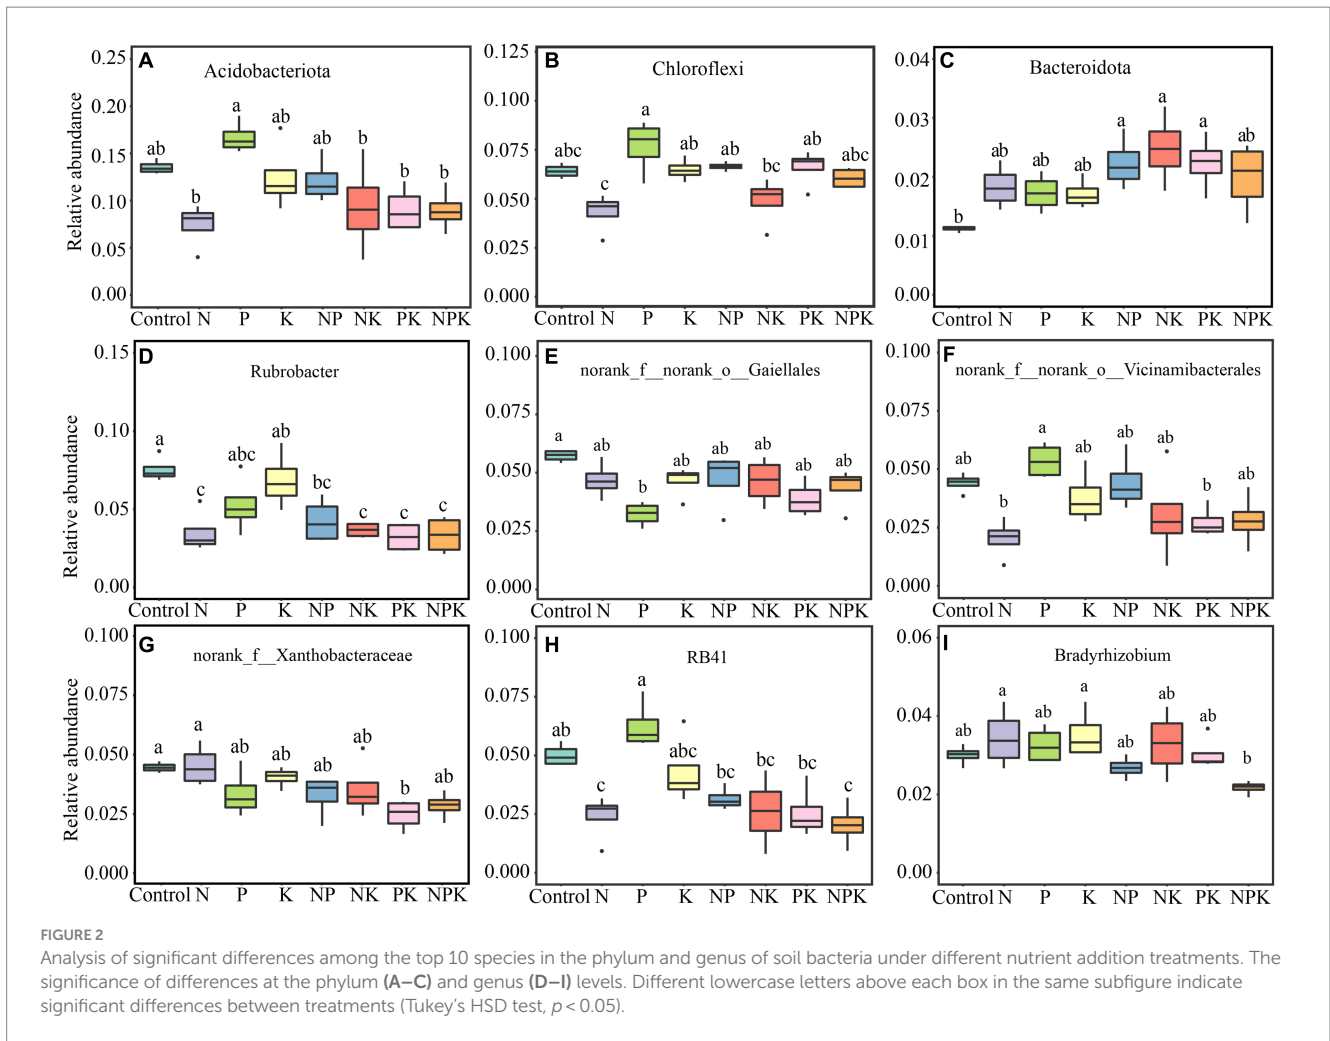 A
Acidobacteriota
Relative abundance
0.25
0.20
0.15
0.10
0.05
0.00
ab b a ab ab b b b
Control N P K NP NK PK NPK
B
Chloroflexi
0.125
0.100
0.075
0.050
0.025
0.000
abc c a ab ab bc ab abc
Control N P K NP NK PK NPK
C
Bacteroidota
0.04
0.03
0.02
0.01
0.00
b ab ab ab a a a ab
Control N P K NP NK PK NPK
D
Rubrobacter
Relative abundance
0.15
0.10
0.05
0.00
a c abc ab bc c c c
Control N P K NP NK PK NPK
E
norank_f__norank_o__Gaiellales
0.100
0.075
0.050
0.025
0.000
a ab b ab ab ab ab ab
Control N P K NP NK PK NPK
F
norank_f__norank_o__Vicinamibacterales
0.100
0.075
0.050
0.025
0.000
ab b a ab ab ab b ab
Control N P K NP NK PK NPK
G
norank_f__Xanthobacteraceae
Relative abundance
0.100
0.075
0.050
0.025
0.000
a a ab ab ab ab b ab
Control N P K NP NK PK NPK
H
RB41
0.100
0.075
0.050
0.025
0.000
ab c a abc bc bc bc c
Control N P K NP NK PK NPK
I
Bradyrhizobium
0.06
0.04
0.02
0.00
ab a ab a ab ab ab b
Control N P K NP NK PK NPK
FIGURE 2
Analysis of significant differences among the top 10 species in the phylum and genus of soil bacteria under different nutrient addition treatments. The
significance of differences at the phylum (A–C) and genus (D–I) levels. Different lowercase letters above each box in the same subfigure indicate
significant differences between treatments (Tukey's HSD test, p < 0.05).